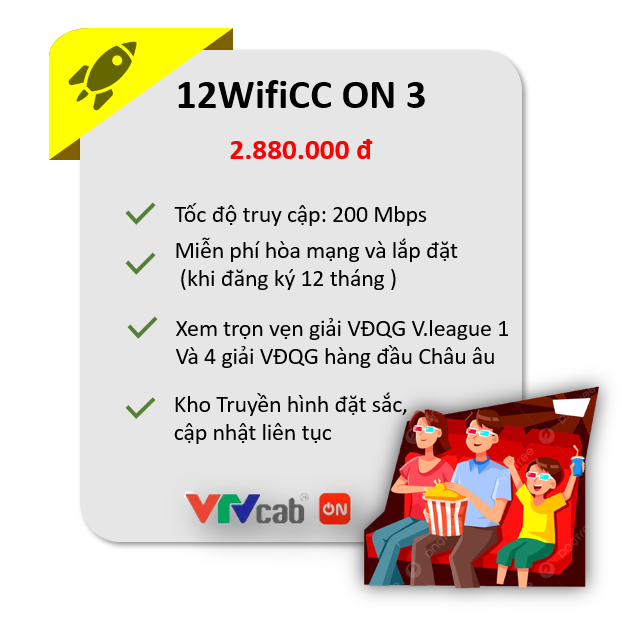 12WifiCC ON 3
2.880.000 đ
Tốc độ truy cập: 200 Mbps
Miễn phí hòa mạng và lắp đặt
(khi đăng ký 12 tháng )
Xem trọn vẹn giải VĐQG V.league 1
Và 4 giải VĐQG hàng đầu Châu âu
Kho Truyền hình đặt sắc,
cập nhật liên tục
VTVcab ON